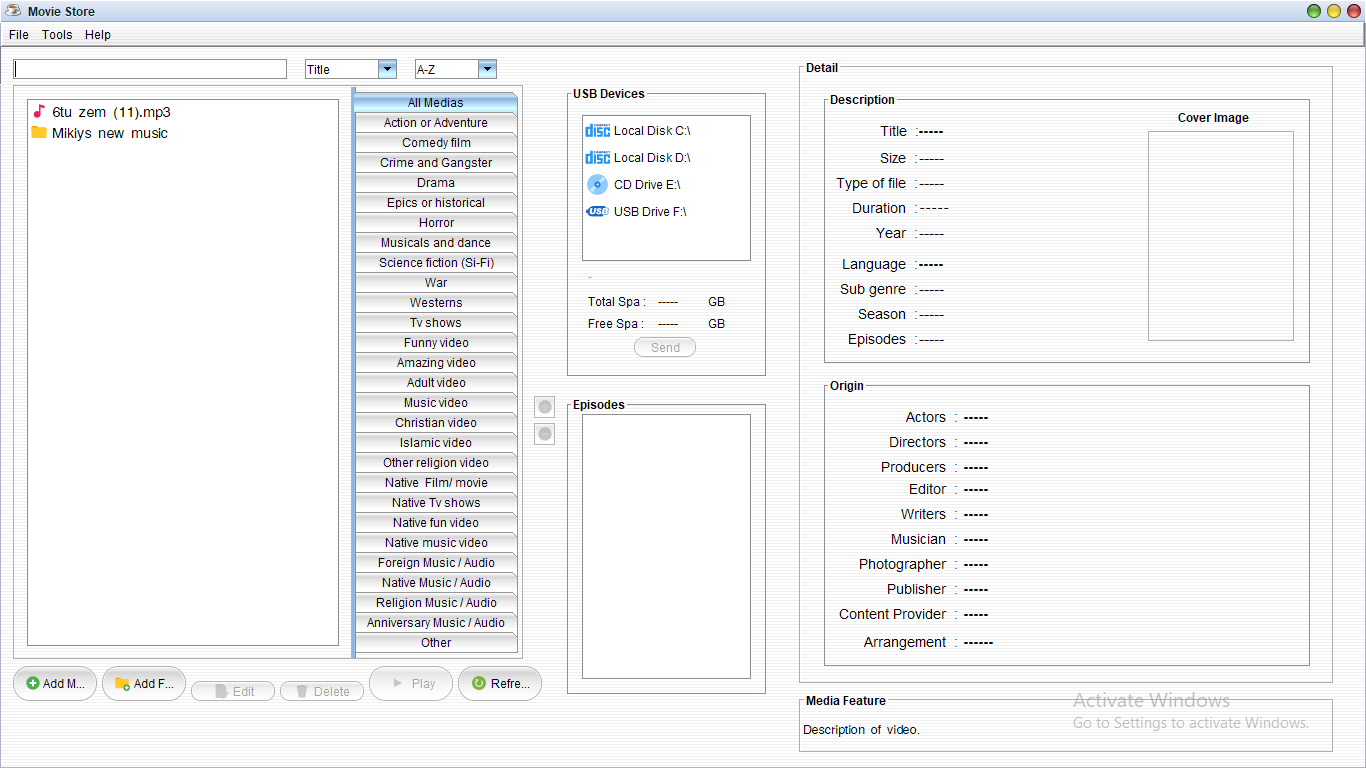 Movie Store
File Tools Help
Title A-Z
6tu zem (11).mp3
Mikiys new music
All Medias
Action or Adventure
Comedy film
Crime and Gangster
Drama
Epics or historical
Horror
Musicals and dance
Science fiction (Si-Fi)
War
Westerns
Tv shows
Funny video
Amazing video
Adult video
Music video
Christian video
Islamic video
Other religion video
Native Film/ movie
Native Tv shows
Native fun video
Native music video
Foreign Music / Audio
Native Music / Audio
Religion Music / Audio
Anniversary Music / Audio
Other
Add M...
Add F...
Edit
Delete
Play
Refre...
USB Devices
COMPACT disc Local Disk C:\
COMPACT disc Local Disk D:\
CD Drive E:\
USB USB Drive F:\
-
Total Spa : ----- GB
Free Spa : ----- GB
Send
Episodes
Detail
Description
Title :-----
Size :-----
Type of file :-----
Duration :-----
Year :-----
Language :-----
Sub genre :-----
Season :-----
Episodes :-----
Cover Image
Origin
Actors : -----
Directors : -----
Producers : -----
Editor : -----
Writers : -----
Musician : -----
Photographer : -----
Publisher : -----
Content Provider : -----
Arrangement : ------
Media Feature
Description of video.
Activate Windows
Go to Settings to activate Windows.